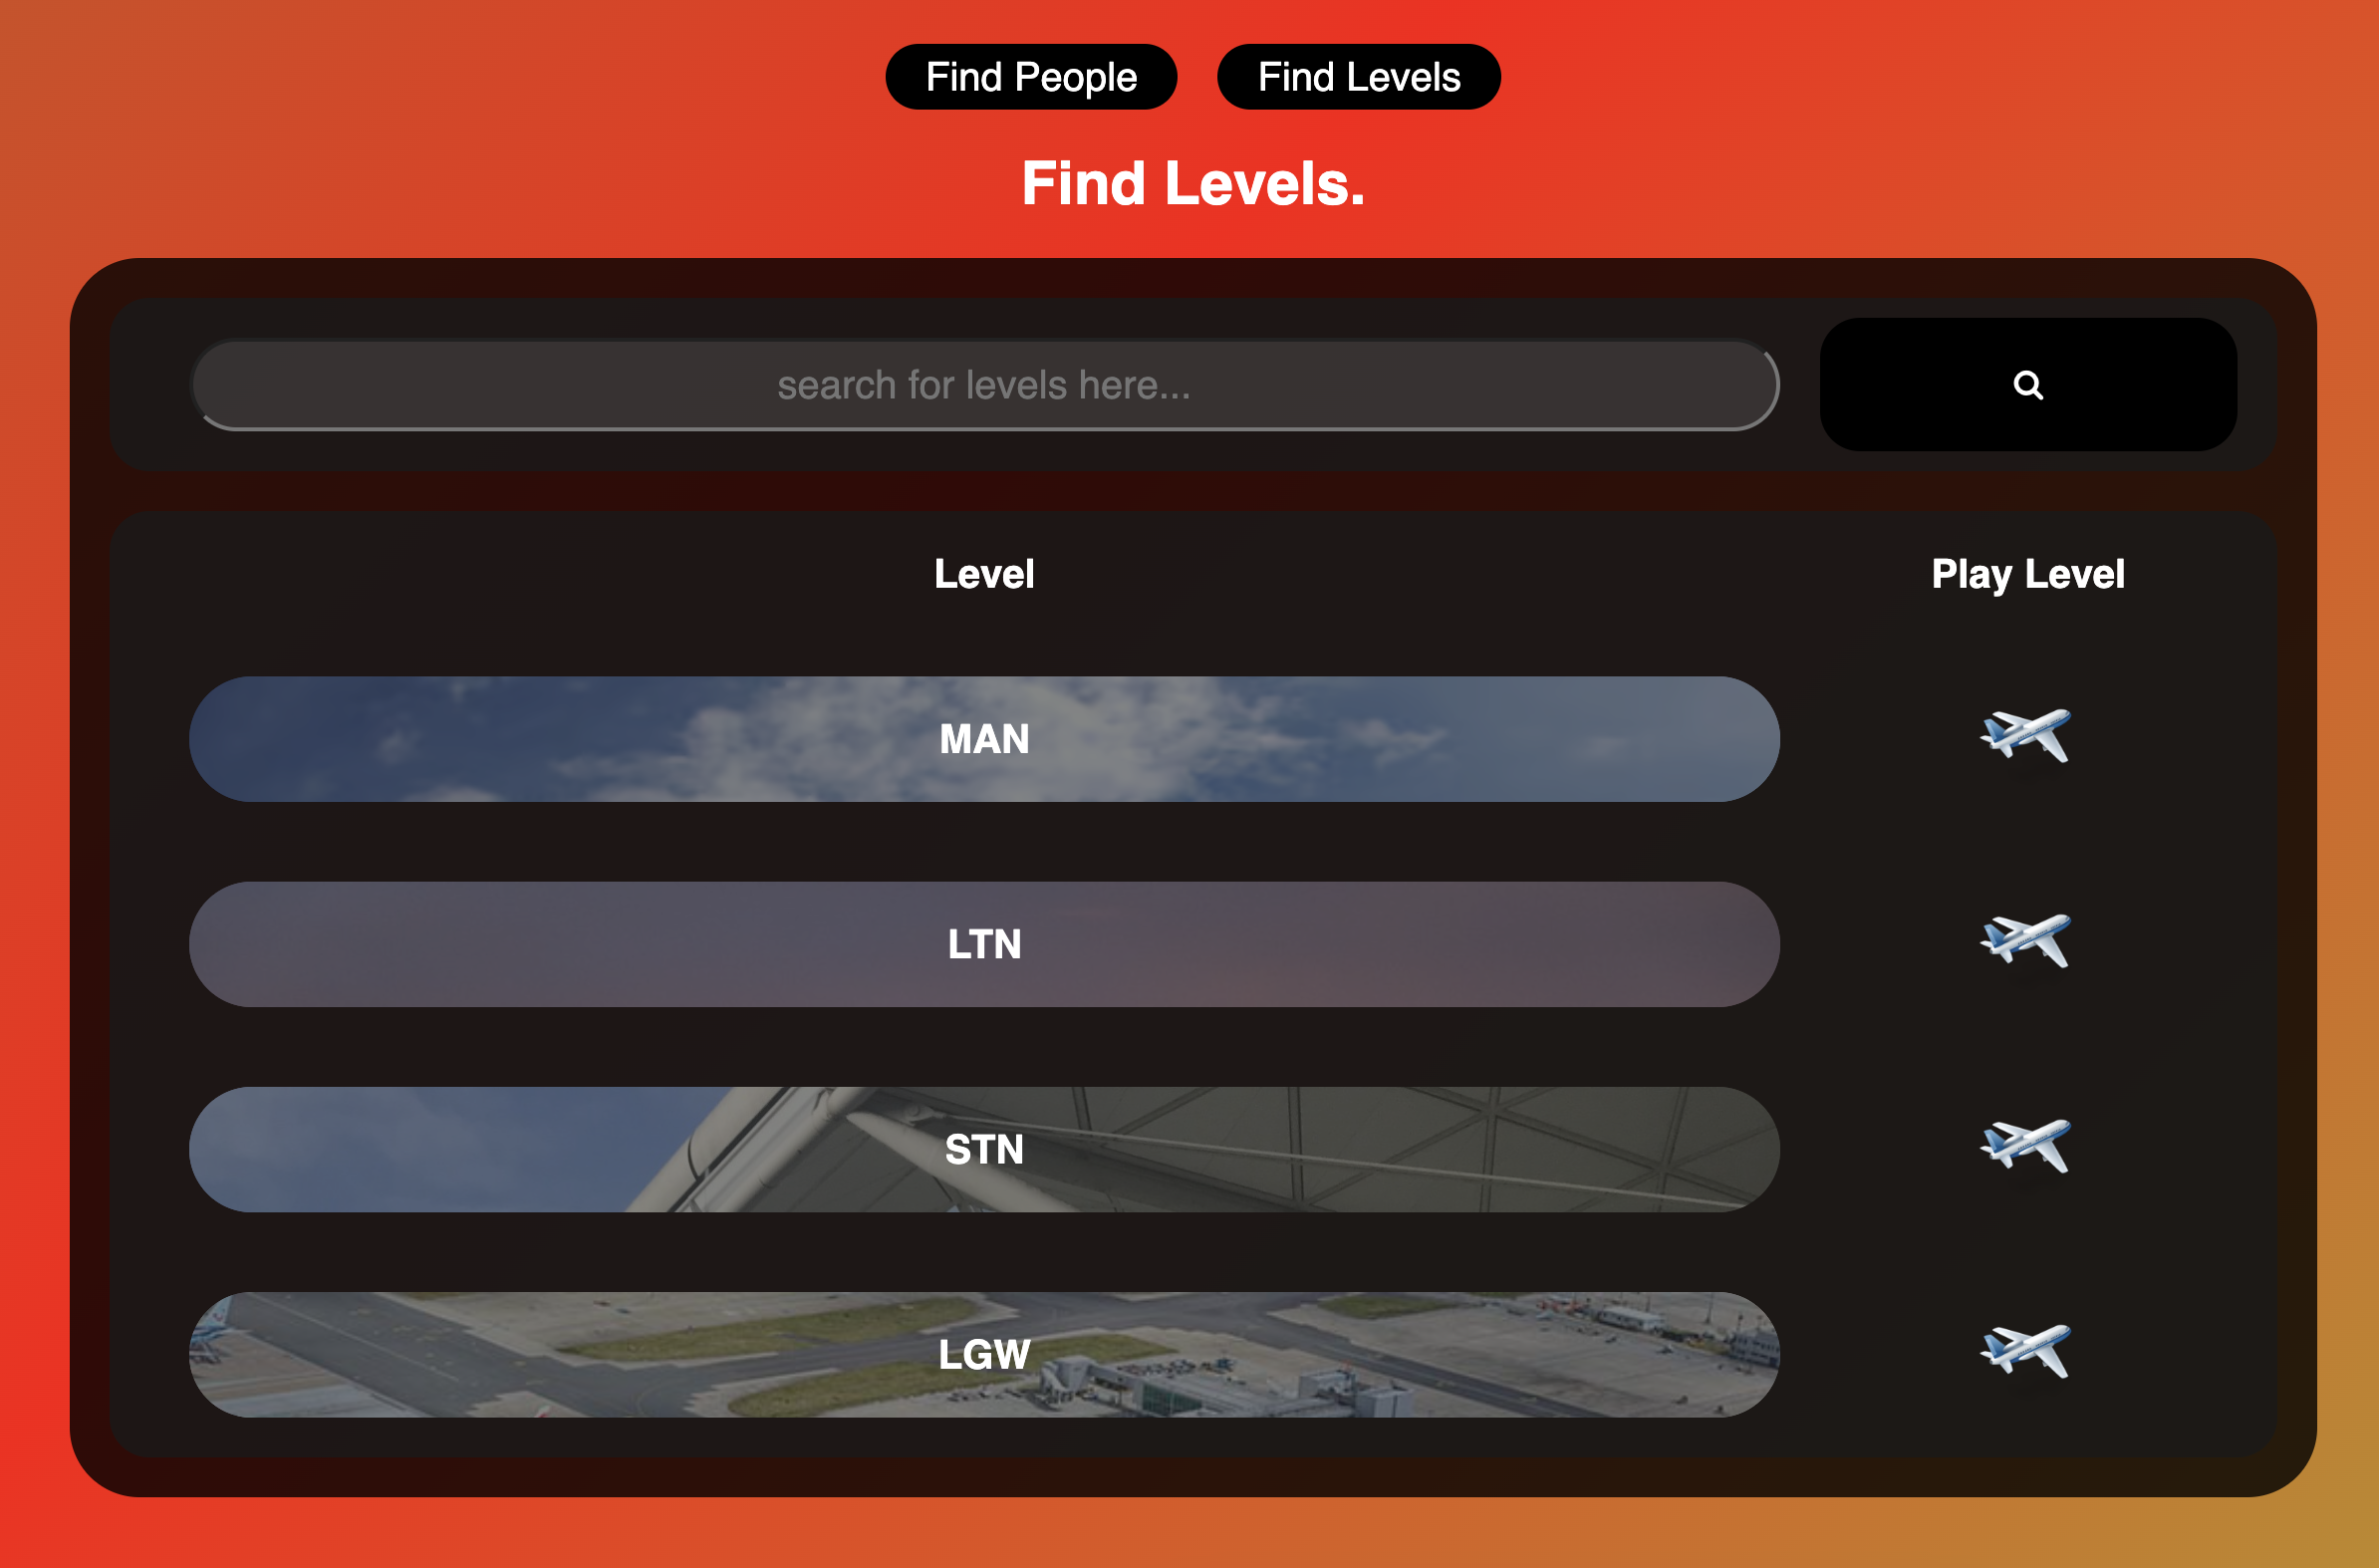 Find People Find Levels
Find Levels.
search for levels here...
Level Play Level
MAN
LTN
STN
LGW